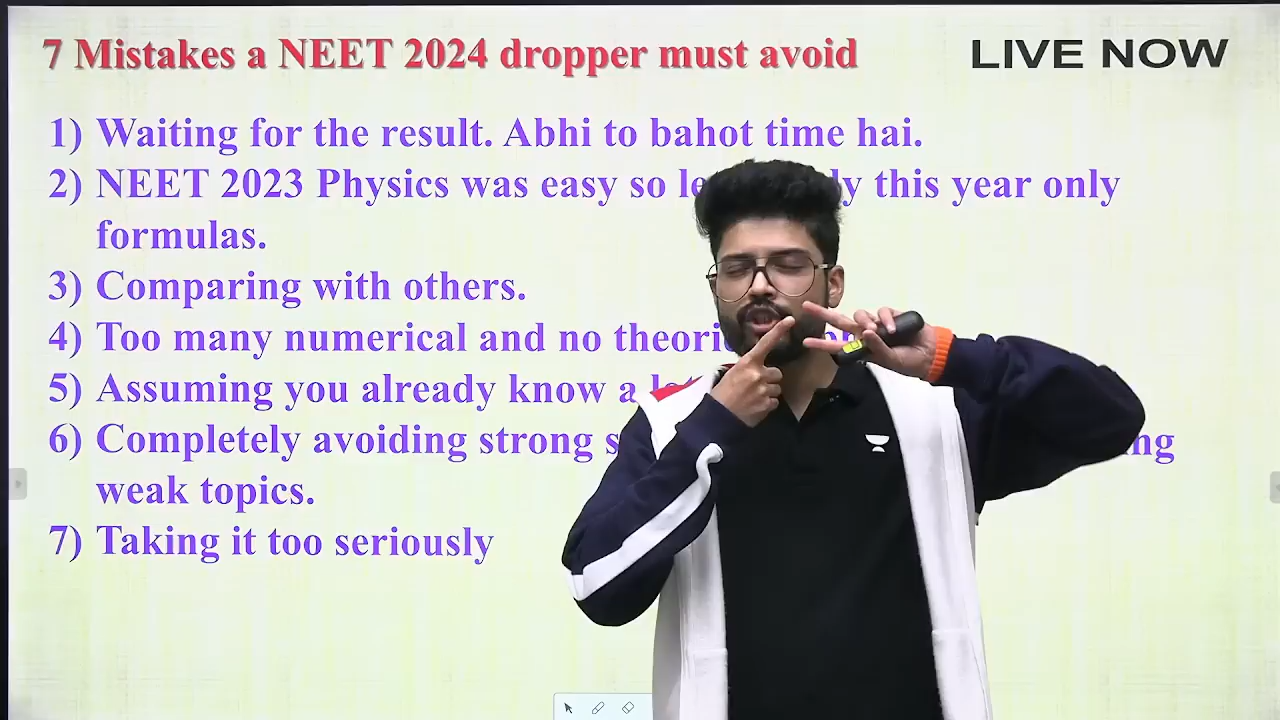 7 Mistakes a NEET 2024 dropper must avoid
LIVE NOW
1) Waiting for the result. Abhi to bahot time hai.
2) NEET 2023 Physics was easy so this year only
formulas.
3) Comparing with others.
4) Too many numerical and no
5) Assuming you already know a
6) Completely avoiding strong
weak topics.
7) Taking it too seriously